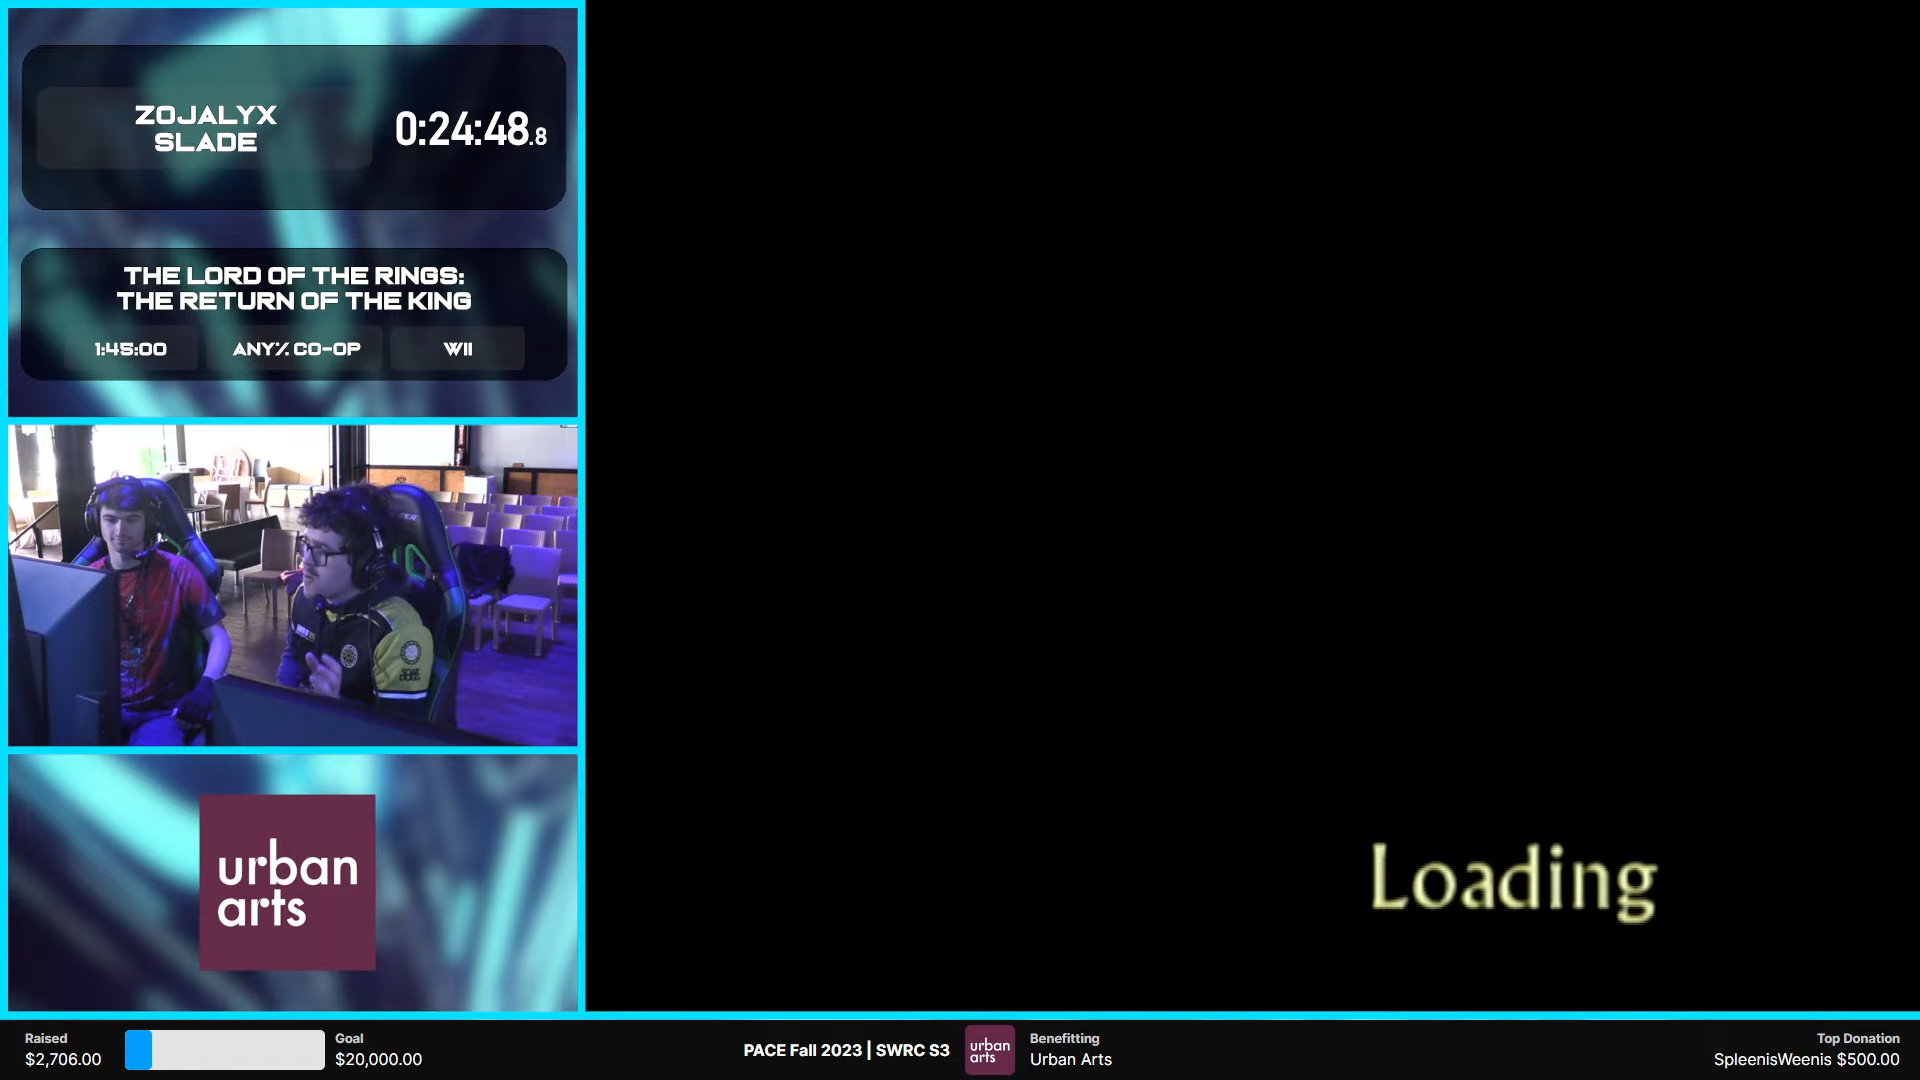 ZOJALYX
SLADE
0:24:48.8
THE LORD OF THE RINGS:
THE RETURN OF THE KING
1:45:00
ANY% CO-OP
WII
urban
arts
Loading
Raised
$2,706.00
Goal
$20,000.00
PACE Fall 2023 | SWRC S3
urban
arts
Benefitting
Urban Arts
Top Donation
SpleenisWeenis $500.00